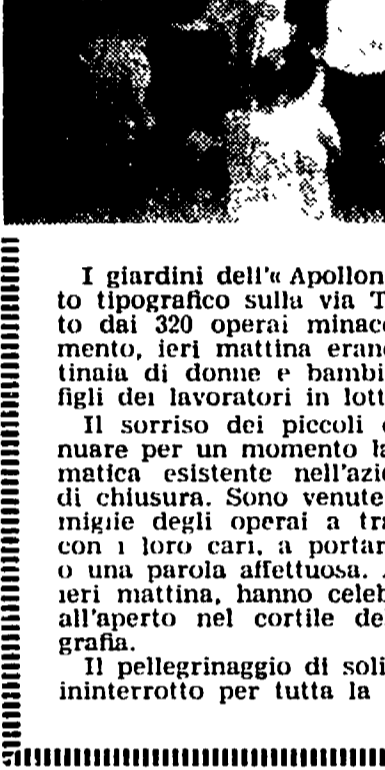 I giardini dell'« Apollon
to tipografico sulla via T
to dai 320 operai minacc
mento, ieri mattina eran
tinaia di donne e bambi
figli dei lavoratori in lott
Il sorriso dei piccoli
nuare per un momento l
matica esistente nell'azi
di chiusura. Sono venute
miglie degli operai a tr
con i loro cari, a portar
o una parola affettuosa.
ieri mattina, hanno celeb
all'aperto nel cortile de
grafia.
Il pellegrinaggio di soli
ininterrotto per tutta la